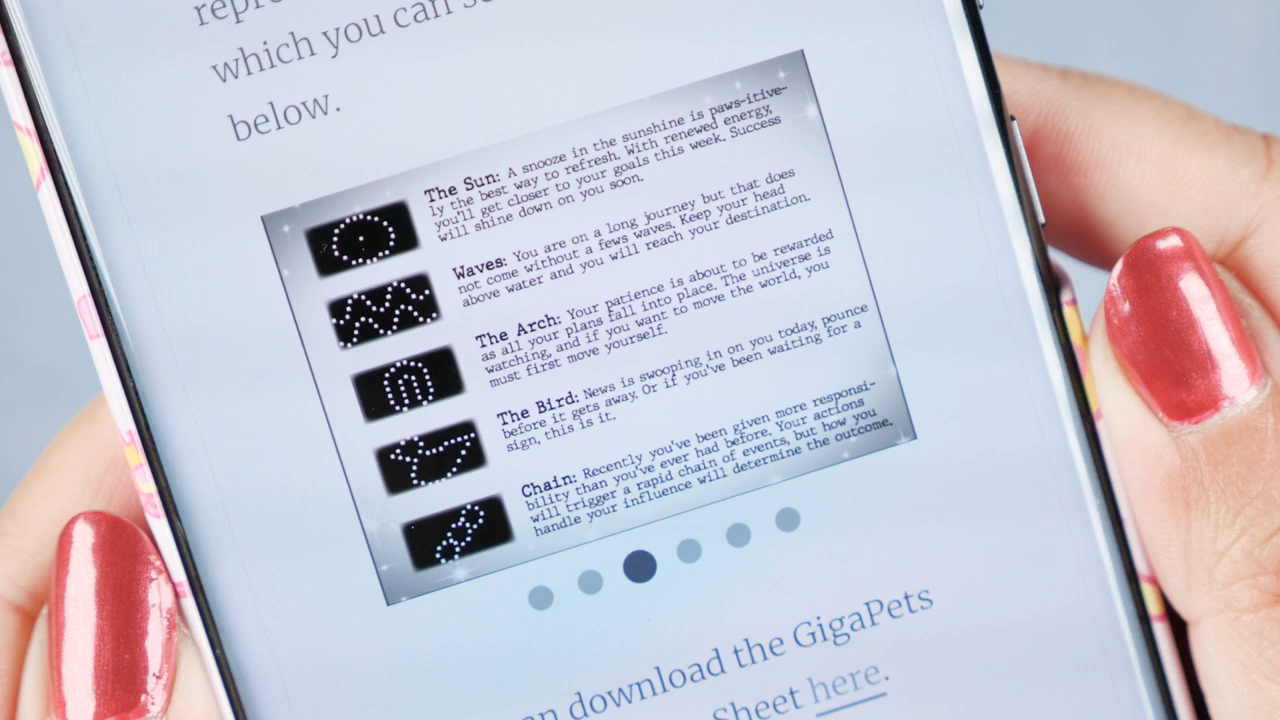 which you can
below.
The Sun: A snooze in the sunshine is paws-itive-
ly the best way to refresh. With renewed energy,
you'll get closer to your goals this week. Success
will shine down on you soon.
Waves: You are on a long journey but that does
not come without a fews waves. Keep your head
above water and you will reach your destination.
The Arch: Your patience is about to be rewarded
as all your plans fall into place. The universe is
watching, and if you want to move the world, you
must first move yourself.
The Bird: News is swooping in on you today, pounce
before it gets away. Or if you've been waiting for a
sign, this is it.
Chain: Recently you've been given more responsi-
bility than you've ever had before. Your actions
will trigger a rapid chain of events, but how you
handle your influence will determine the outcome.
download the GigaPets
Sheet here.